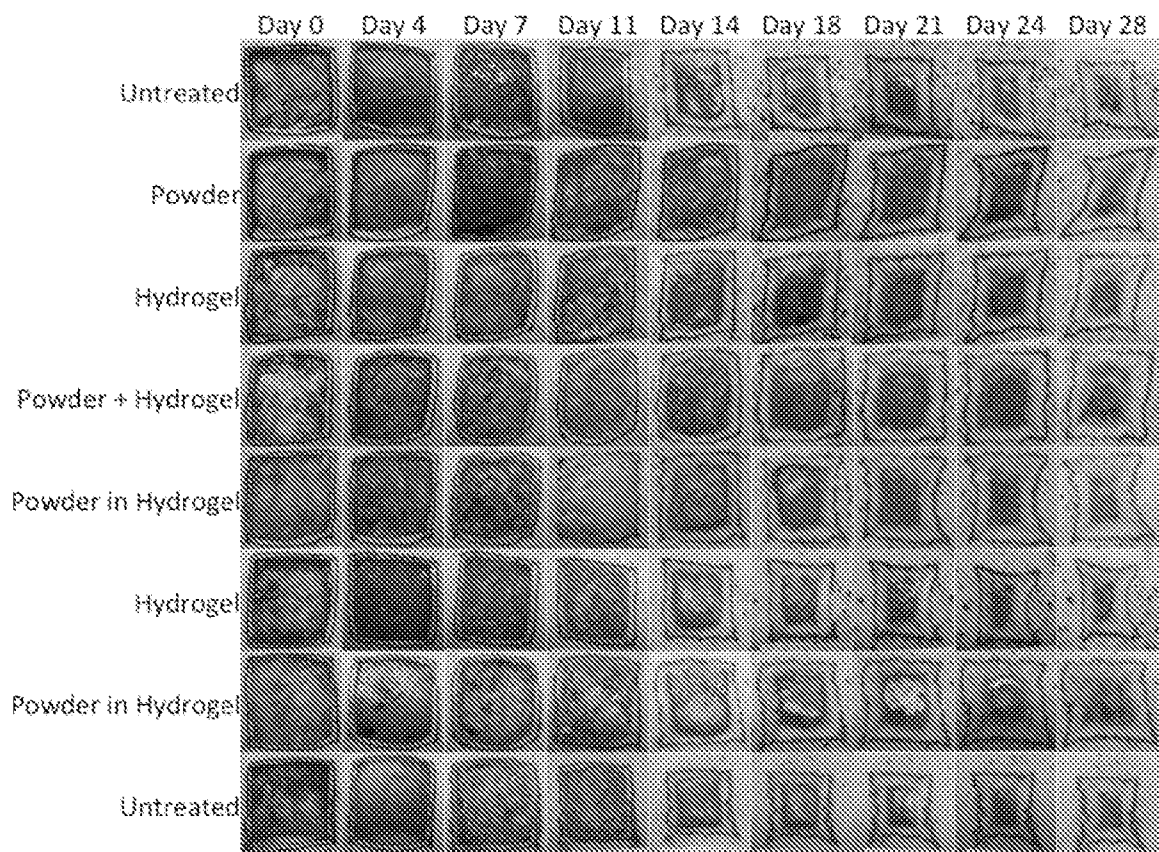 Day 0 Day 4 Day 7 Day 11 Day 14 Day 18 Day 21 Day 24 Day 28
Untreated
Powder
Hydrogel
Powder + Hydrogel
Powder in Hydrogel
Hydrogel
Powder in Hydrogel
Untreated